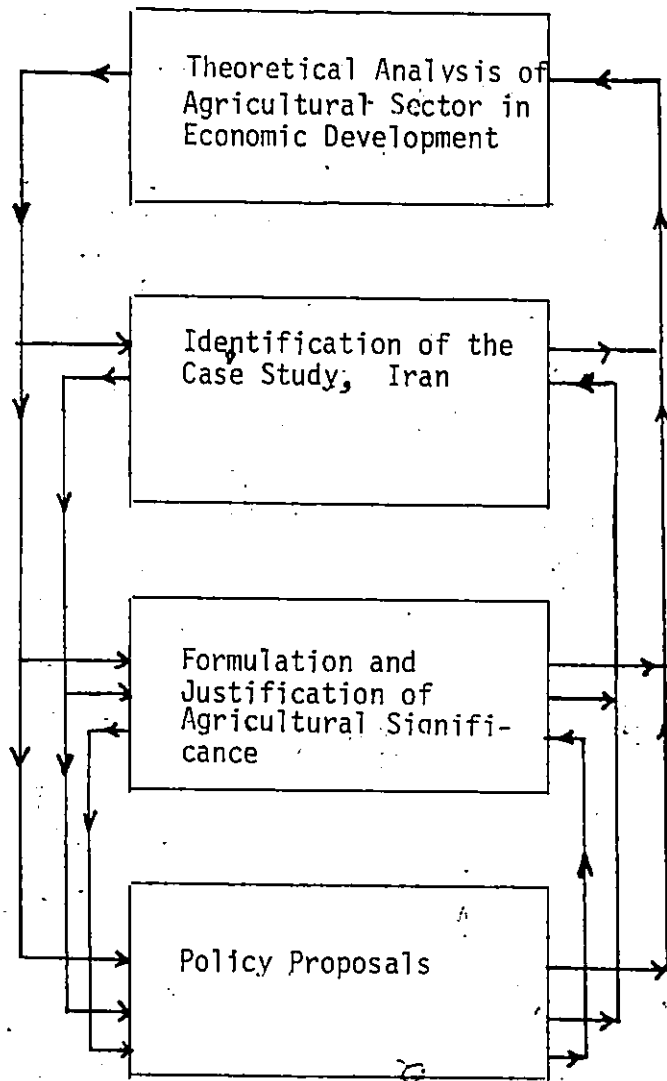 Theoretical Analysis of
Agricultural Sector in
Economic Development
Identification of the
Case Study, Iran
Formulation and
Justification of
Agricultural Signifi-
cance
Policy Proposals